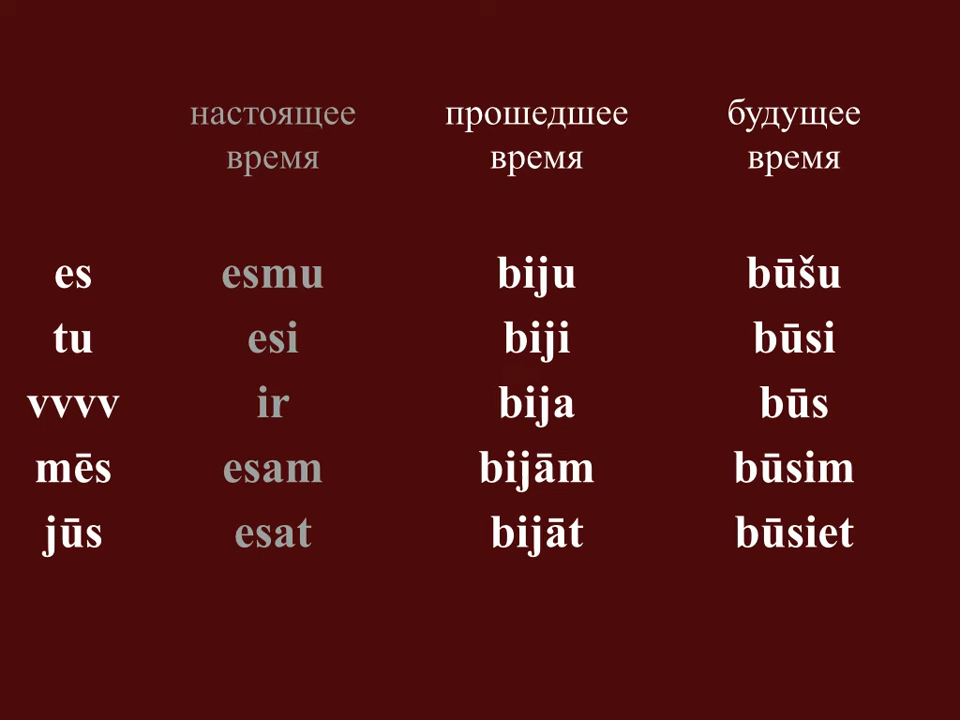 настоящее прошедшее будущее
время время время
es esmu biju būšu
tu esi biji būsi
vvvv ir bija būs
mēs esam bijām būsim
jūs esat bijāt būsiet